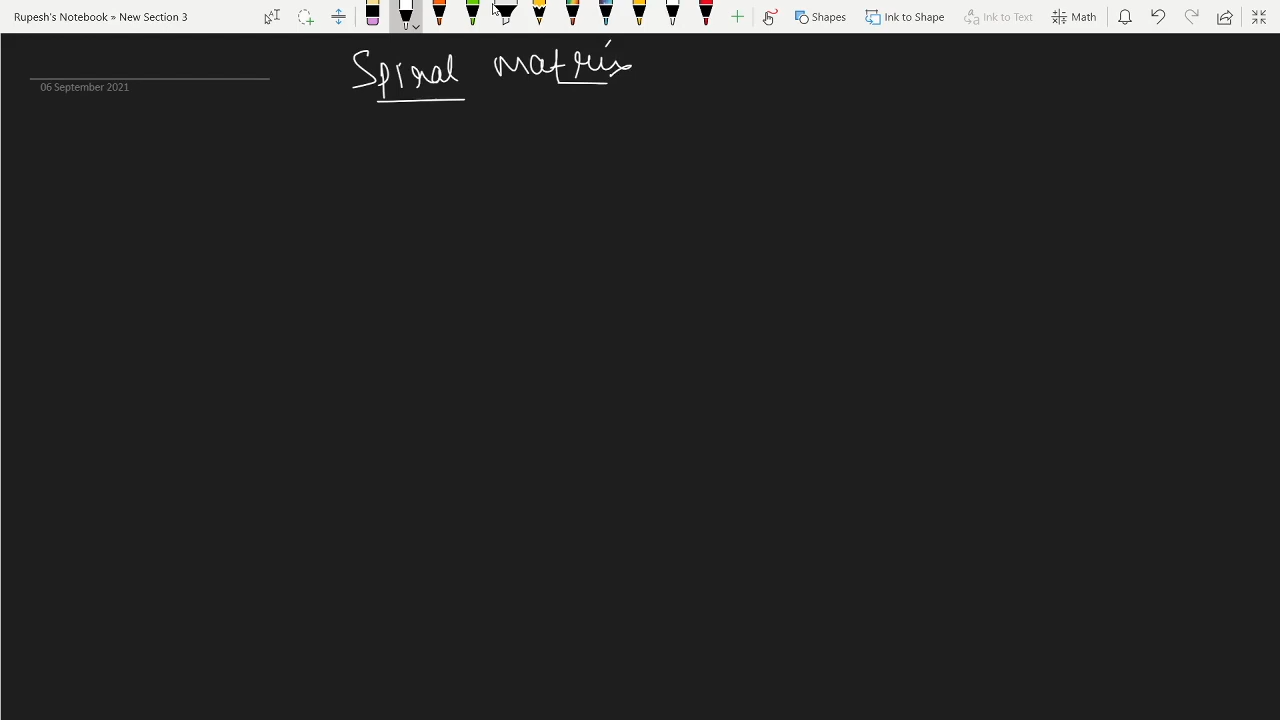 Rupesh's Notebook » New Section 3
Shapes
Ink to Shape
Ink to Text
Math
Spiral matrix
06 September 2021